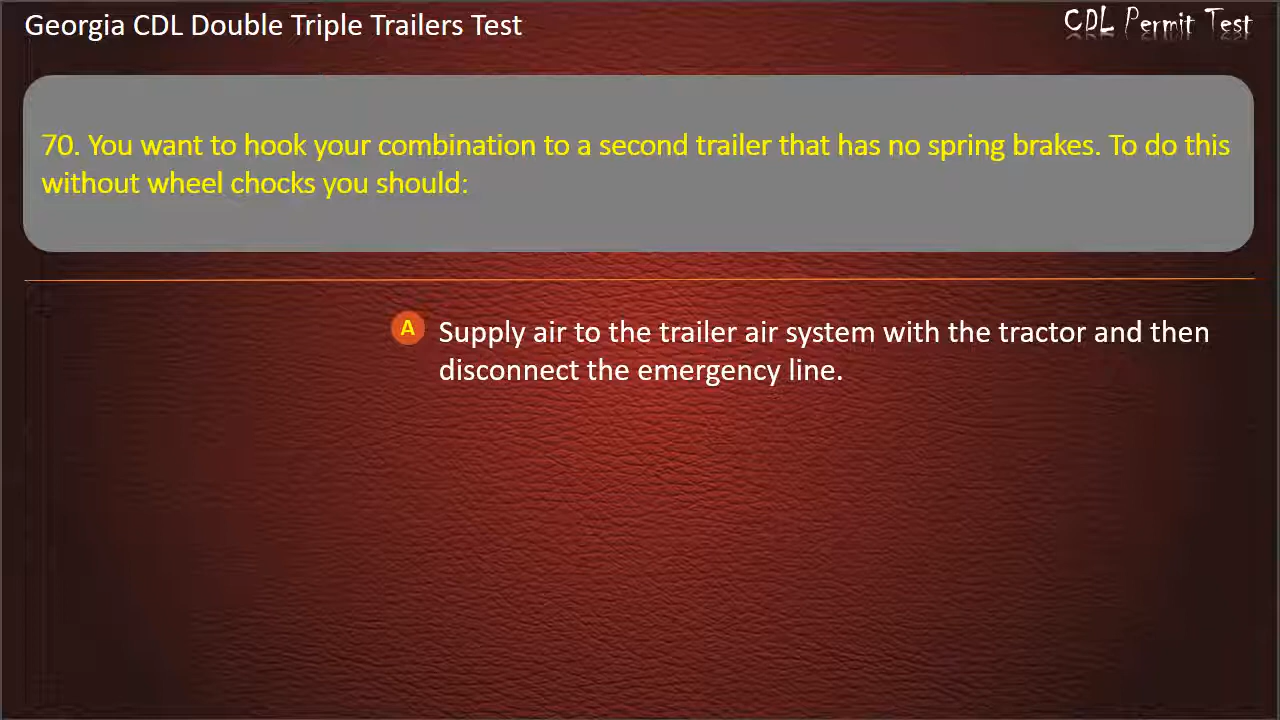 Georgia CDL Double Triple Trailers Test
CDL Permit Test
70. You want to hook your combination to a second trailer that has no spring brakes. To do this
without wheel chocks you should:
A Supply air to the trailer air system with the tractor and then
disconnect the emergency line.